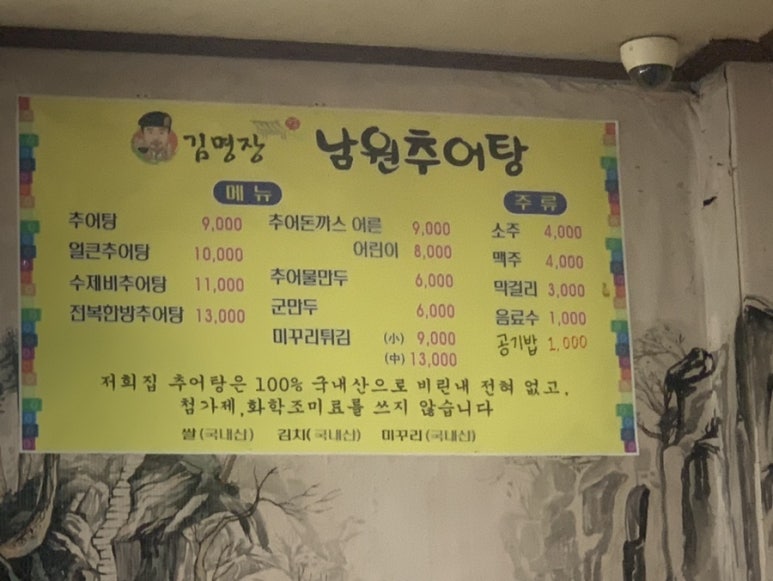 김명장 남원추어탕
메뉴
추어탕 9,000
얼큰추어탕 10,000
수제비추어탕 11,000
전복한방추어탕 13,000
추어돈까스 어른 9,000
어린이 8,000
추어물만두 6,000
군만두 6,000
미꾸리튀김 (小) 9,000
(中) 13,000
주류
소주 4,000
맥주 4,000
막걸리 3,000
음료수 1,000
공기밥 1,000
저희집 추어탕은 100% 국내산으로 비린내 전혀 없고,
첨가제,화학조미료를 쓰지 않습니다
쌀(국내산) 김치(국내산) 미꾸리(국내산)